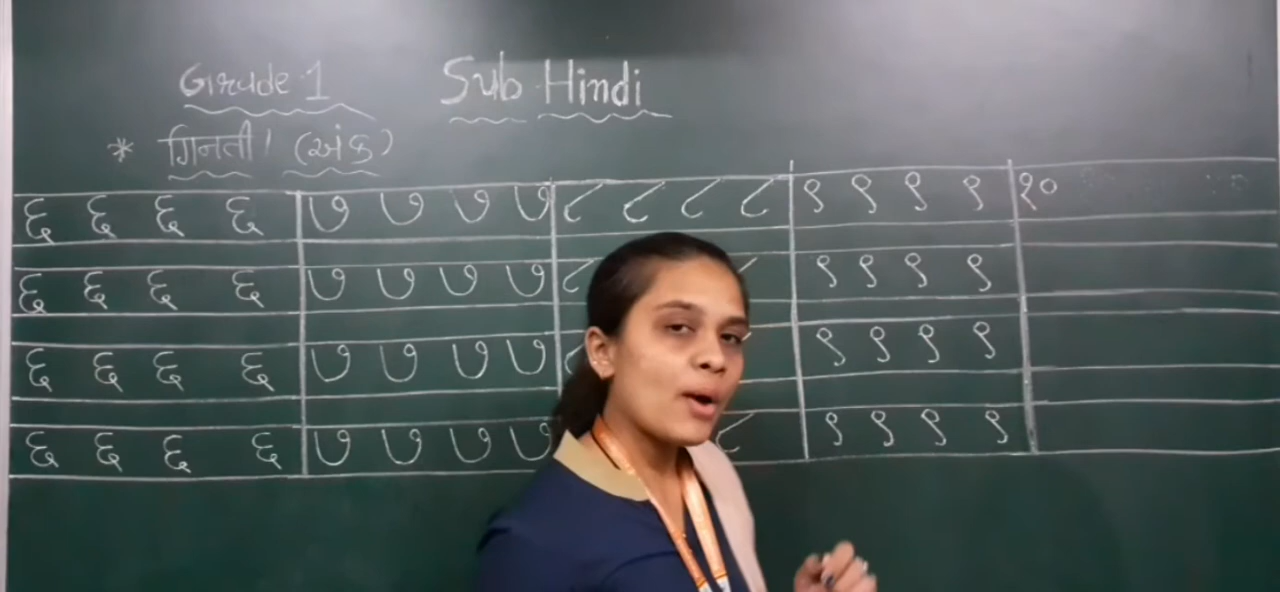 Grade 1 Sub Hindi
* गिनती। (अंक)
६ ६ ६ ६ ७ ७ ७ ७ ८ ८ ८ ८ ९ ९ ९ ९ १०
६ ६ ६ ६ ७ ७ ७ ७ ८ ९ ९ ९ ९
६ ६ ६ ६ ७ ७ ७ ७ ९ ९ ९ ९
६ ६ ६ ६ ७ ७ ७ ७ ८ ९ ९ ९ ९